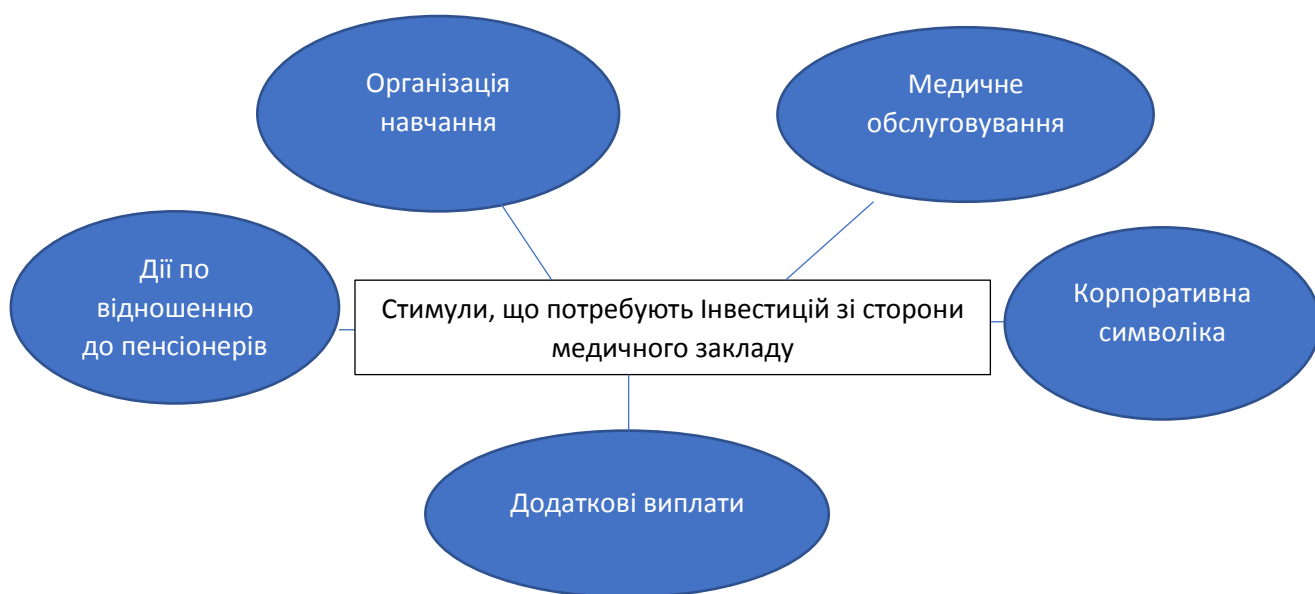 Організація
навчання
Медичне
обслуговування
Дії по
відношенню
до пенсіонерів
Стимули, що потребують Інвестицій зі сторони
медичного закладу
Корпоративна
символіка
Додаткові виплати